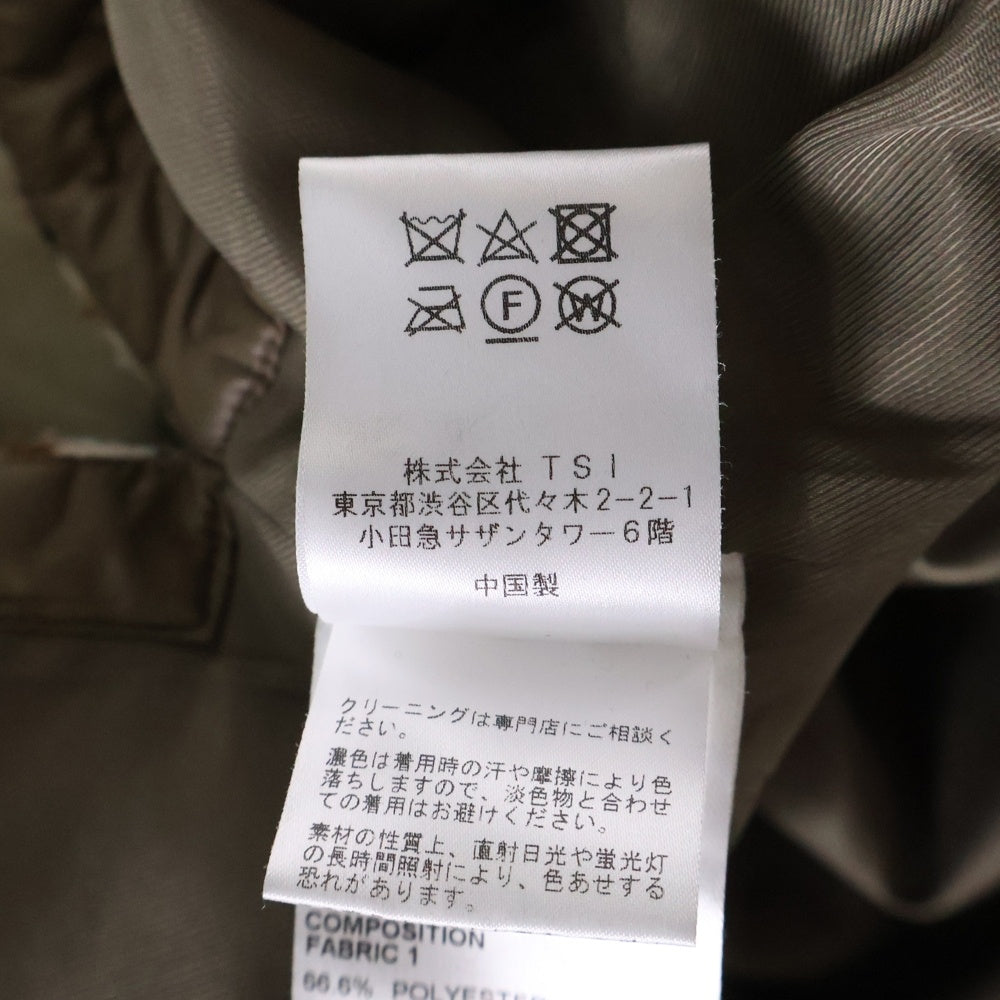 F W
株式会社 TSI
東京都渋谷区代々木2-2-1
小田急サザンタワー6階
中国製
クリーニングは専門店にご相談く
ださい。
濃色は着用時の汗や摩擦により色
落ちしますので、淡色物と合わせ
ての着用はお避けください。
素材の性質上、直射日光や蛍光灯
の長時間照射により、色あせする
恐れがあります。
COMPOSITION
FABRIC 1
66.6% POLYESTER